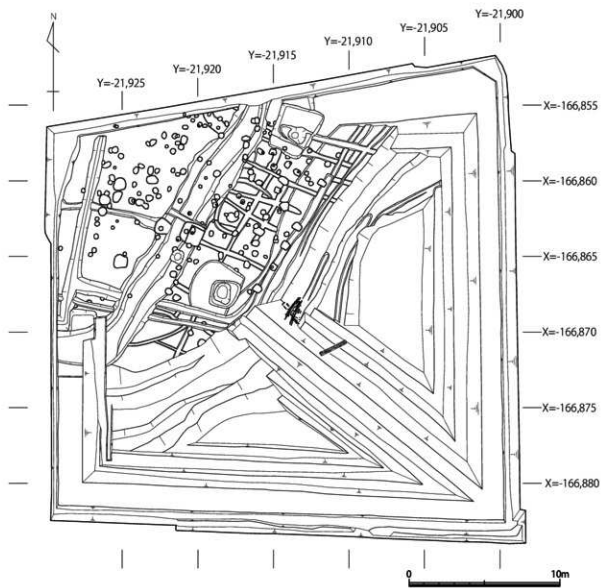 N
Y=-21,900
Y=-21,905
Y=-21,910
Y=-21,915
Y=-21,920
Y=-21,925
X=-166,855
X=-166,860
X=-166,865
X=-166,870
X=-166,875
X=-166,880
0 10m